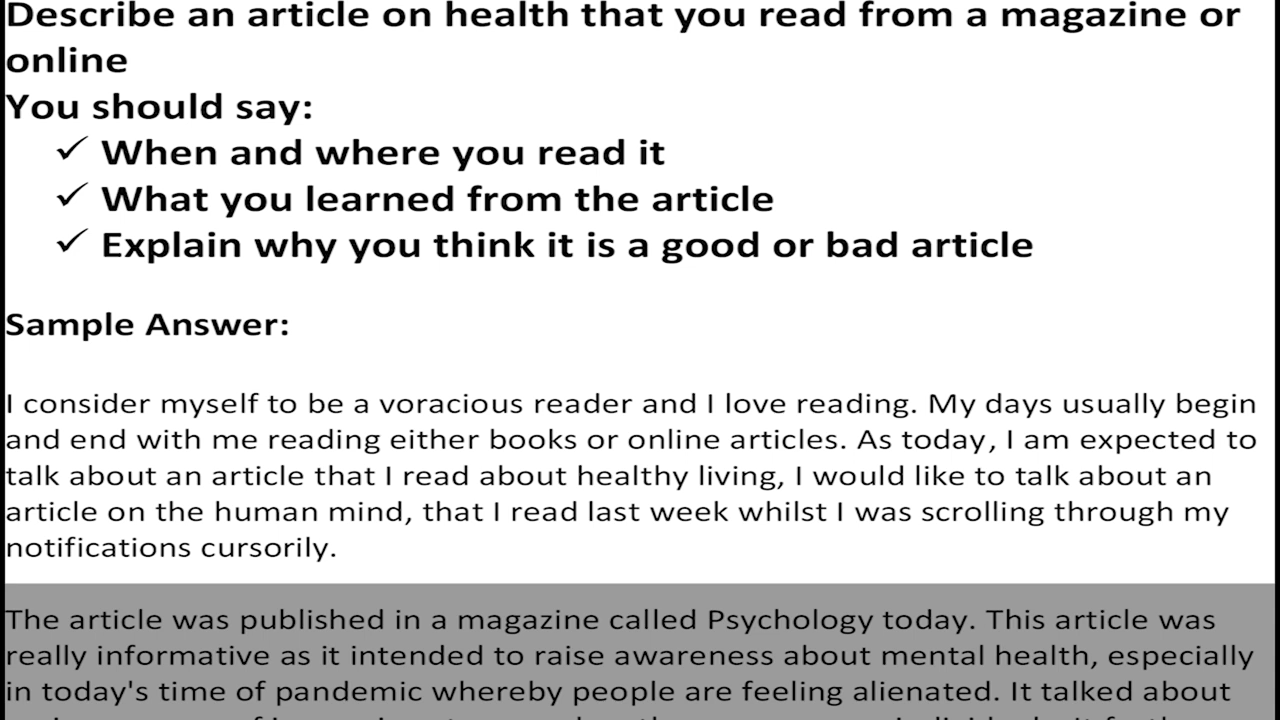 Describe an article on health that you read from a magazine or
online
You should say:
✓ When and where you read it
✓ What you learned from the article
✓ Explain why you think it is a good or bad article
Sample Answer:
I consider myself to be a voracious reader and I love reading. My days usually begin
and end with me reading either books or online articles. As today, I am expected to
talk about an article that I read about healthy living, I would like to talk about an
article on the human mind, that I read last week whilst I was scrolling through my
notifications cursorily.
The article was published in a magazine called Psychology today. This article was
really informative as it intended to raise awareness about mental health, especially
in today's time of pandemic whereby people are feeling alienated. It talked about